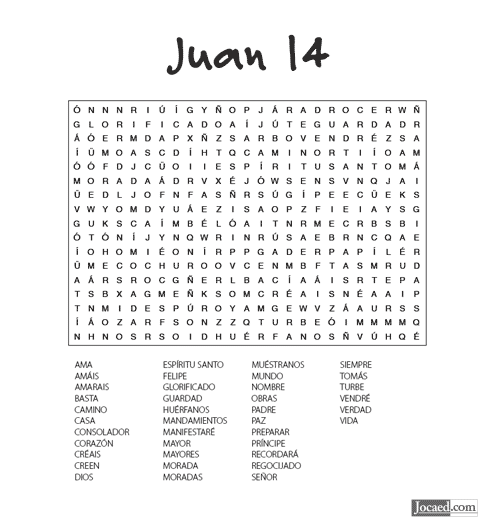 Juan 14
Ó N N N R I Ú Í G Y Ñ O P J Á R A D R O C E R W Ñ
G L O R I F I C A D O A Í J Ú T E G U A R D A D R
Á Ó E R M D A P X Ñ Z S A R B O V E N D R É Z S A
Ï Ü M O A S C D Í H T Q C A M I N O R T I Í O A M
Ó Ó F D J C Ü O I I E S P Í R I T U S A N T O M Á
M O R A D A Á D R V X É J Ó W S E N S V N Q J A I
Ü E D L J O F N F A S Ñ R S Ú G Í P E E C Ü E K S
V W Y O M D Y U Á E Z I S A O P Z F I E I A Y S G
G U K S C A Í M B É L Ó A I T N R M E C R B S B I
Ó T Ó N Í J Y N Q W R I N R Ú S A E B R N C Q A E
Í O H O M I É O N Í R P P G A D E R P A P Í L É R
Ü M E C O C H U R O O V C E N M B F T A S M R U D
A Á R S R O C G Ñ E R L B A C Í A Á I S R T E P A
T S B X A G M E Ñ K S O M C R É A I S N É A A I P
T N M I D E S P Ú R O Y A M G E W V Z Á A U R S S
Í Á O Z A R F S O N Z Z Q T U R B E Ó I M M M M Q
N H N O S R S O I D H U É R F A N O S Ñ V Ú H Q É
AMA ESPÍRITU SANTO MUÉSTRANOS SIEMPRE
AMÁIS FELIPE MUNDO TOMÁS
AMARAIS GLORIFICADO NOMBRE TURBE
BASTA GUARDAD OBRAS VENDRÉ
CAMINO HUÉRFANOS PADRE VERDAD
CASA MANDAMIENTOS PAZ VIDA
CONSOLADOR MANIFESTARÉ PREPARAR
CORAZÓN MAYOR PRÍNCIPE
CRÉAIS MAYORES RECORDARÁ
CREEN MORADA REGOCIJADO
DIOS MORADAS SEÑOR
Jocaed.com